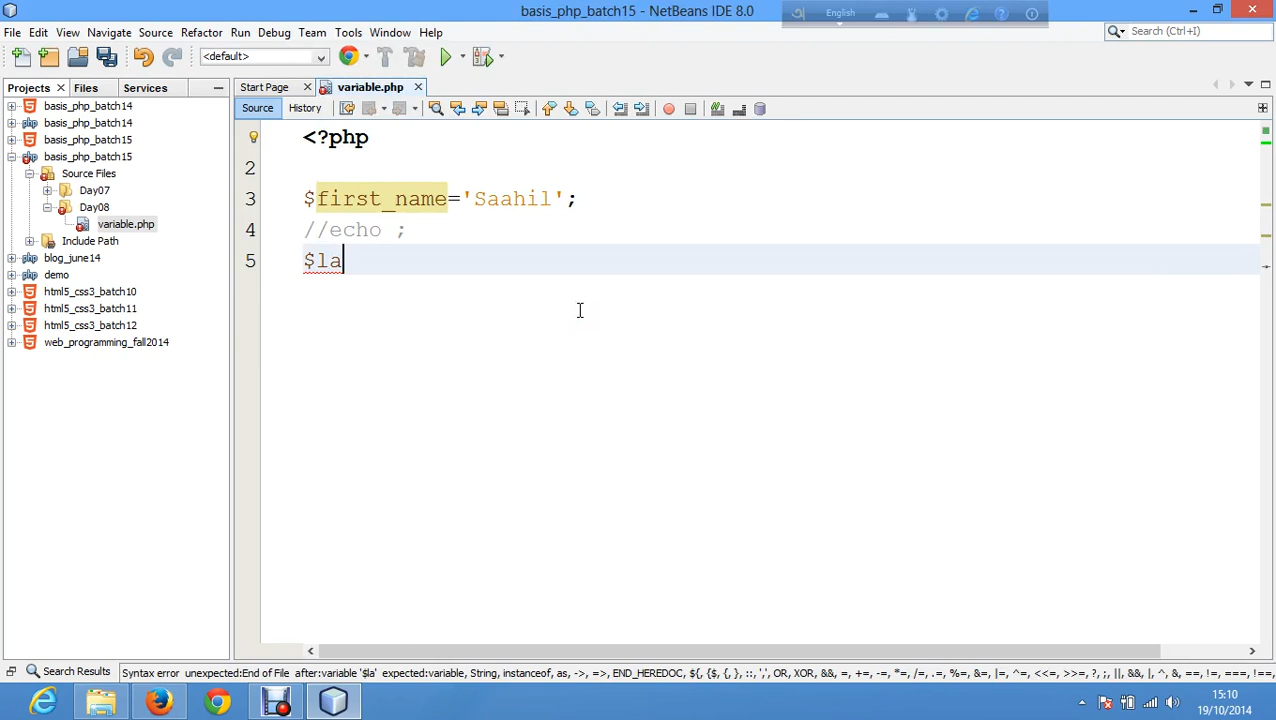 basis_php_batch15 - NetBeans IDE 8.0
English
File Edit View Navigate Source Refactor Run Debug Team Tools Window Help
Search (Ctrl+I)
<default>
Projects Files Services
Start Page variable.php
Source History
basis_php_batch14
basis_php_batch14
basis_php_batch15
basis_php_batch15
Source Files
Day07
Day08
variable.php
Include Path
blog_june14
demo
html5_css3_batch10
html5_css3_batch11
html5_css3_batch12
web_programming_fall2014
<?php
2
3 $first_name='Saahil';
4 //echo ;
5 $la
Search Results
Syntax error unexpected:End of File after:variable '$la' expected:variable, String, instanceof, as, ->, =>, END_HEREDOC, ${, {$, {, }, ::, ',', OR, XOR, &&, =, +=, -=, *=, /=, .=, %=, &=, |=, ^=, <<=, >>=, ?, ;, ||, &&, |, ^, &, ==, !=, ===, !==,
15:10
19/10/2014